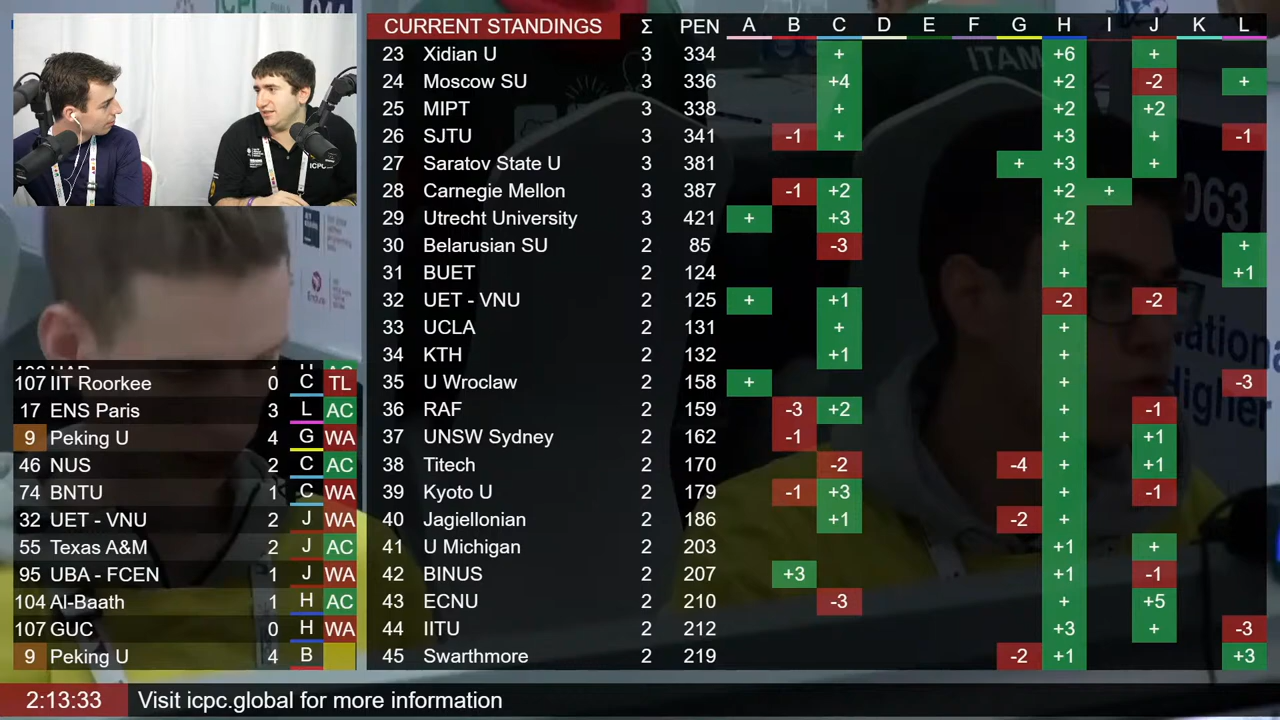 CURRENT STANDINGS Σ PEN A B C D E F G H I J K L
23 Xidian U 3 334 + +6 +
24 Moscow SU 3 336 +4 +2 -2 +
25 MIPT 3 338 + +2 +2
26 SJTU 3 341 -1 + +3 + -1
27 Saratov State U 3 381 + +3 +
28 Carnegie Mellon 3 387 -1 +2 +2 +
29 Utrecht University 3 421 + +3 +2
30 Belarusian SU 2 85 -3 + +
31 BUET 2 124 + +1
32 UET - VNU 2 125 + +1 -2 -2
33 UCLA 2 131 + +
34 KTH 2 132 +1 +
35 U Wroclaw 2 158 + + -3
36 RAF 2 159 -3 +2 + -1
37 UNSW Sydney 2 162 -1 + +1
38 Titech 2 170 -2 -4 + +1
39 Kyoto U 2 179 -1 +3 + -1
40 Jagiellonian 2 186 +1 -2 +
41 U Michigan 2 203 +1 +
42 BINUS 2 207 +3 +1 -1
43 ECNU 2 210 -3 + +5
44 IITU 2 212 +3 + -3
45 Swarthmore 2 219 -2 +1 +3
107 IIT Roorkee 0 C TL
17 ENS Paris 3 L AC
9 Peking U 4 G WA
46 NUS 2 C AC
74 BNTU 1 C WA
32 UET - VNU 2 J WA
55 Texas A&M 2 J AC
95 UBA - FCEN 1 J WA
104 Al-Baath 1 H AC
107 GUC 0 H WA
9 Peking U 4 B
ICPC
063
ational
igher
2:13:33 Visit icpc.global for more information